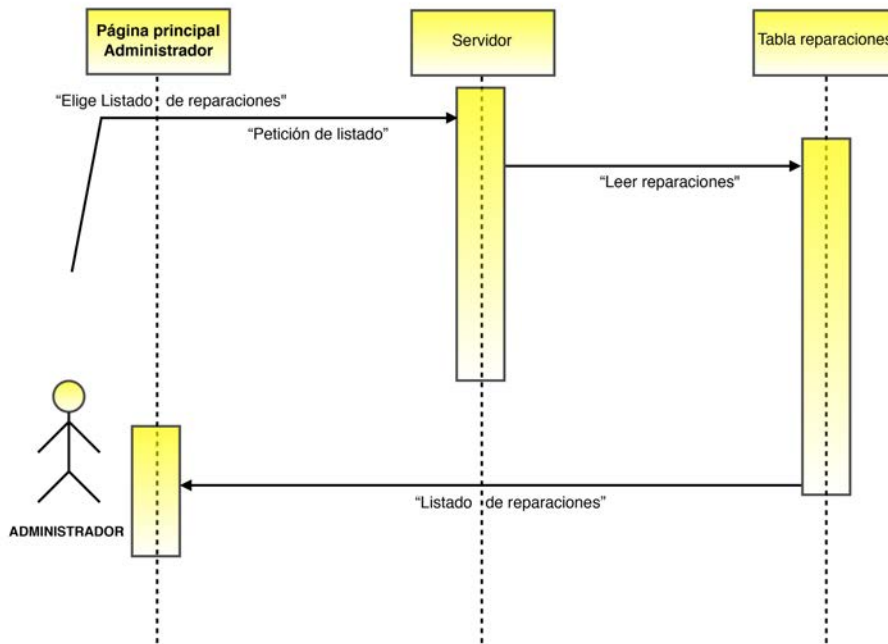 Página principal
Administrador
Servidor
Tabla reparaciones
“Elige Listado de reparaciones"
“Petición de listado”
“Leer reparaciones"
“Listado de reparaciones”
ADMINISTRADOR